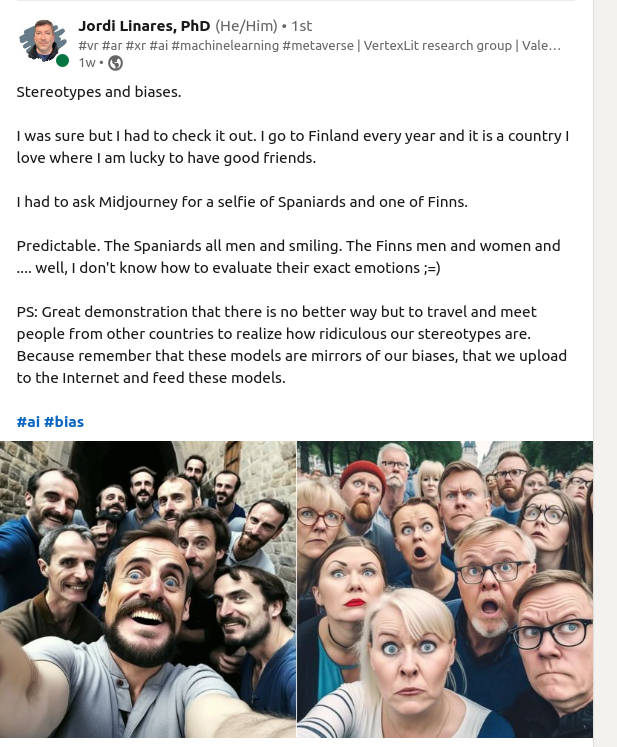 Jordi Linares, PhD (He/Him) • 1st
#vr #ar #xr #ai #machinelearning #metaverse | VertexLit research group | Vale…
1w •
Stereotypes and biases.
I was sure but I had to check it out. I go to Finland every year and it is a country I
love where I am lucky to have good friends.
I had to ask Midjourney for a selfie of Spaniards and one of Finns.
Predictable. The Spaniards all men and smiling. The Finns men and women and
.... well, I don't know how to evaluate their exact emotions ;=)
PS: Great demonstration that there is no better way but to travel and meet
people from other countries to realize how ridiculous our stereotypes are.
Because remember that these models are mirrors of our biases, that we upload
to the Internet and feed these models.
#ai #bias